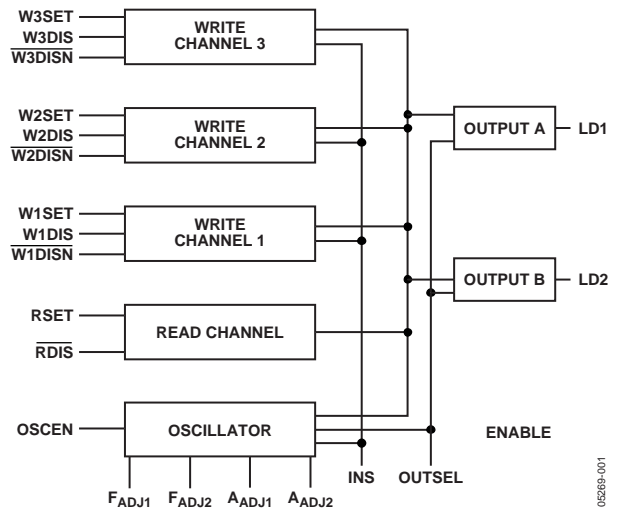 W3SET
W3DIS
W3DISN
WRITE
CHANNEL 3
W2SET
W2DIS
W2DISN
WRITE
CHANNEL 2
OUTPUT A
LD1
W1SET
W1DIS
W1DISN
WRITE
CHANNEL 1
OUTPUT B
LD2
RSET
RDIS
READ CHANNEL
OSCEN
OSCILLATOR
ENABLE
INS
OUTSEL
FADJ1
FADJ2
AADJ1
AADJ2
05269-001